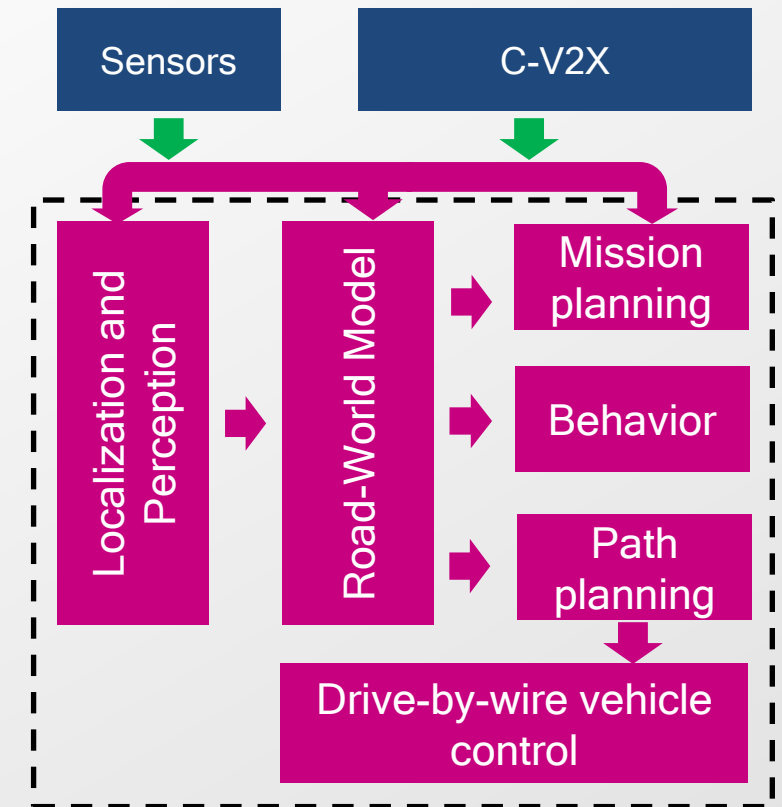 Sensors
C-V2X
Localization and
Perception
Road-World Model
Mission
planning
Behavior
Path
planning
Drive-by-wire vehicle
control